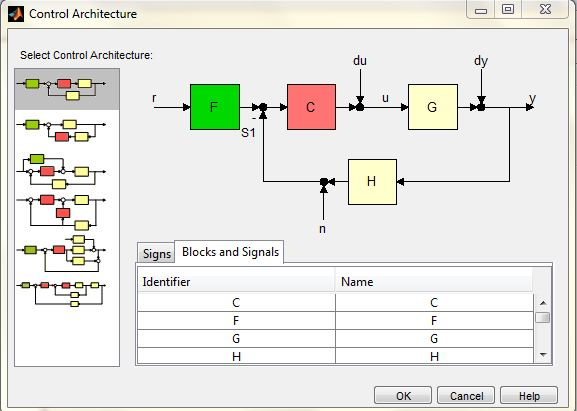 Control Architecture
Select Control Architecture:
du
dy
r
F
C
u
G
y
-
S1
H
n
Signs
Blocks and Signals
Identifier Name
C C
F F
G G
H H
OK Cancel Help